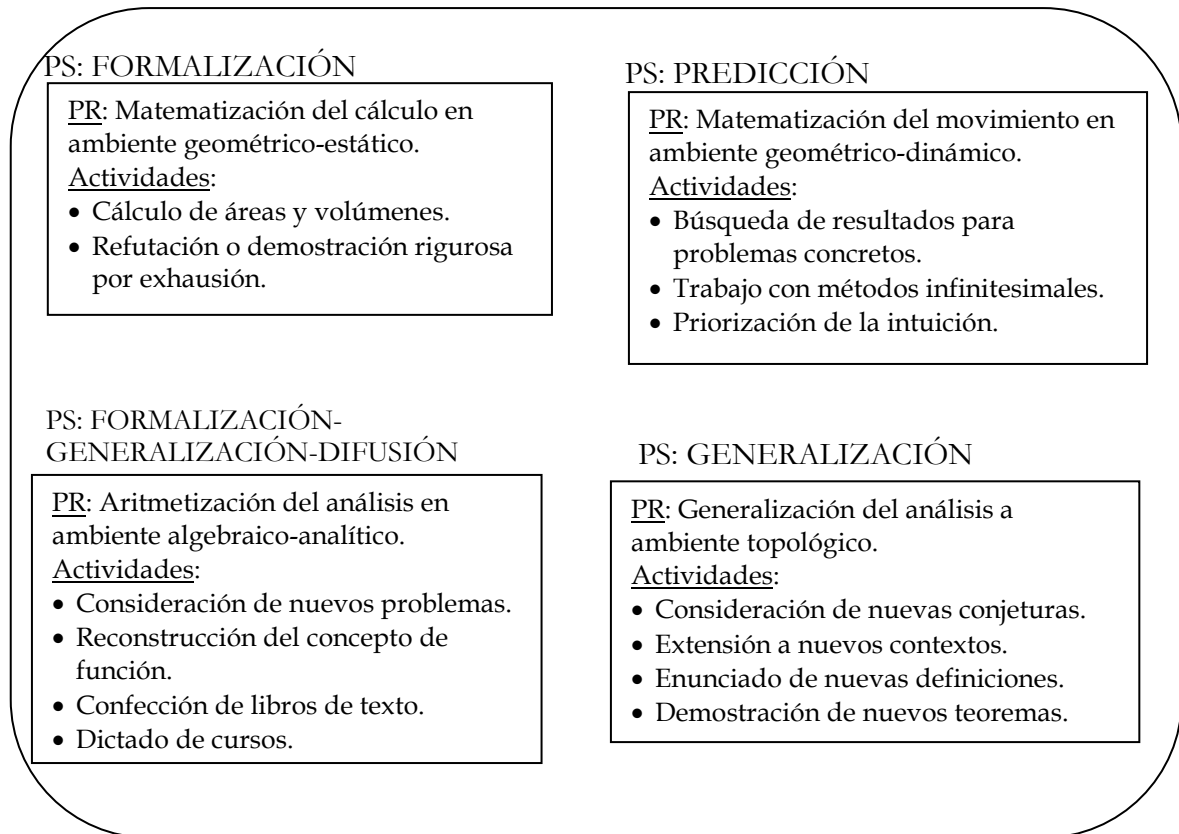 PS: FORMALIZACIÓN
PR: Matematización del cálculo en
ambiente geométrico-estático.
Actividades:
• Cálculo de áreas y volúmenes.
• Refutación o demostración rigurosa
por exhausión.
PS: PREDICCIÓN
PR: Matematización del movimiento en
ambiente geométrico-dinámico.
Actividades:
• Búsqueda de resultados para
problemas concretos.
• Trabajo con métodos infinitesimales.
• Priorización de la intuición.
PS: FORMALIZACIÓN-
GENERALIZACIÓN-DIFUSIÓN
PR: Aritmetización del análisis en
ambiente algebraico-analítico.
Actividades:
• Consideración de nuevos problemas.
• Reconstrucción del concepto de
función.
• Confección de libros de texto.
• Dictado de cursos.
PS: GENERALIZACIÓN
PR: Generalización del análisis a
ambiente topológico.
Actividades:
• Consideración de nuevas conjeturas.
• Extensión a nuevos contextos.
• Enunciado de nuevas definiciones.
• Demostración de nuevos teoremas.